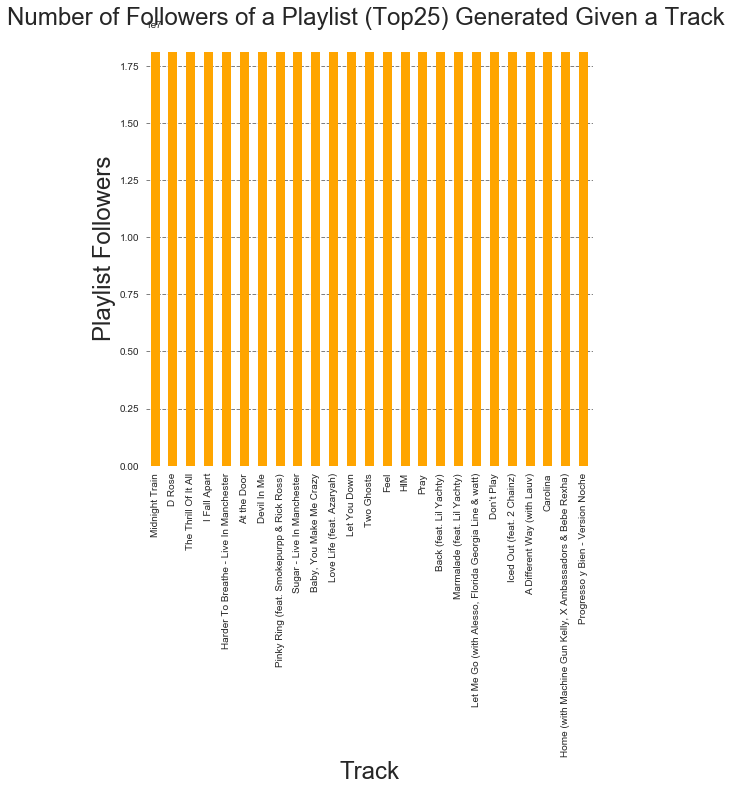 Number of Followers of a Playlist (Top25) Generated Given a Track
1e7
1.75
1.50
1.25
1.00
0.75
0.50
0.25
0.00
Playlist Followers
Midnight Train
D Rose
The Thrill Of It All
I Fall Apart
Harder To Breathe - Live In Manchester
At the Door
Devil In Me
Pinky Ring (feat. Smokepurpp & Rick Ross)
Sugar - Live In Manchester
Baby, You Make Me Crazy
Love Life (feat. Azaryah)
Let You Down
Two Ghosts
Feel
HIM
Pray
Back (feat. Lil Yachty)
Marmalade (feat. Lil Yachty)
Let Me Go (with Alesso, Florida Georgia Line & watt)
Don't Play
Iced Out (feat. 2 Chainz)
A Different Way (with Lauv)
Carolina
Home (with Machine Gun Kelly, X Ambassadors & Bebe Rexha)
Progresso y Bien - Version Noche
Track